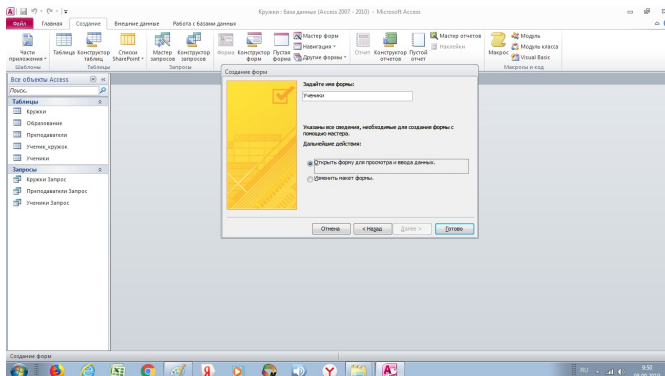 Кружки : база данных (Access 2007 - 2010) - Microsoft Access
Файл Главная Создание Внешние данные Работа с базами данных
Части приложения
Таблица
Конструктор таблиц
Списки SharePoint
Мастер запросов
Конструктор запросов
Форма
Конструктор форм
Пустая форма
Мастер форм
Навигация
Другие формы
Отчет
Конструктор отчетов
Пустой отчет
Мастер отчетов
Наклейки
Макрос
Модуль
Модуль класса
Visual Basic
Шаблоны Таблицы Запросы Макросы и код
Все объекты Access
Поиск...
Таблицы
Кружки
Образование
Преподаватели
Ученик_кружок
Ученики
Запросы
Кружки Запрос
Преподаватели Запрос
Ученики Запрос
Создание форм
Задайте имя формы:
Ученики
Указаны все сведения, необходимые для создания формы с
помощью мастера.
Дальнейшие действия:
Открыть форму для просмотра и ввода данных.
Изменить макет формы.
Отмена < Назад Далее > Готово
Создание форм
RU 9:50